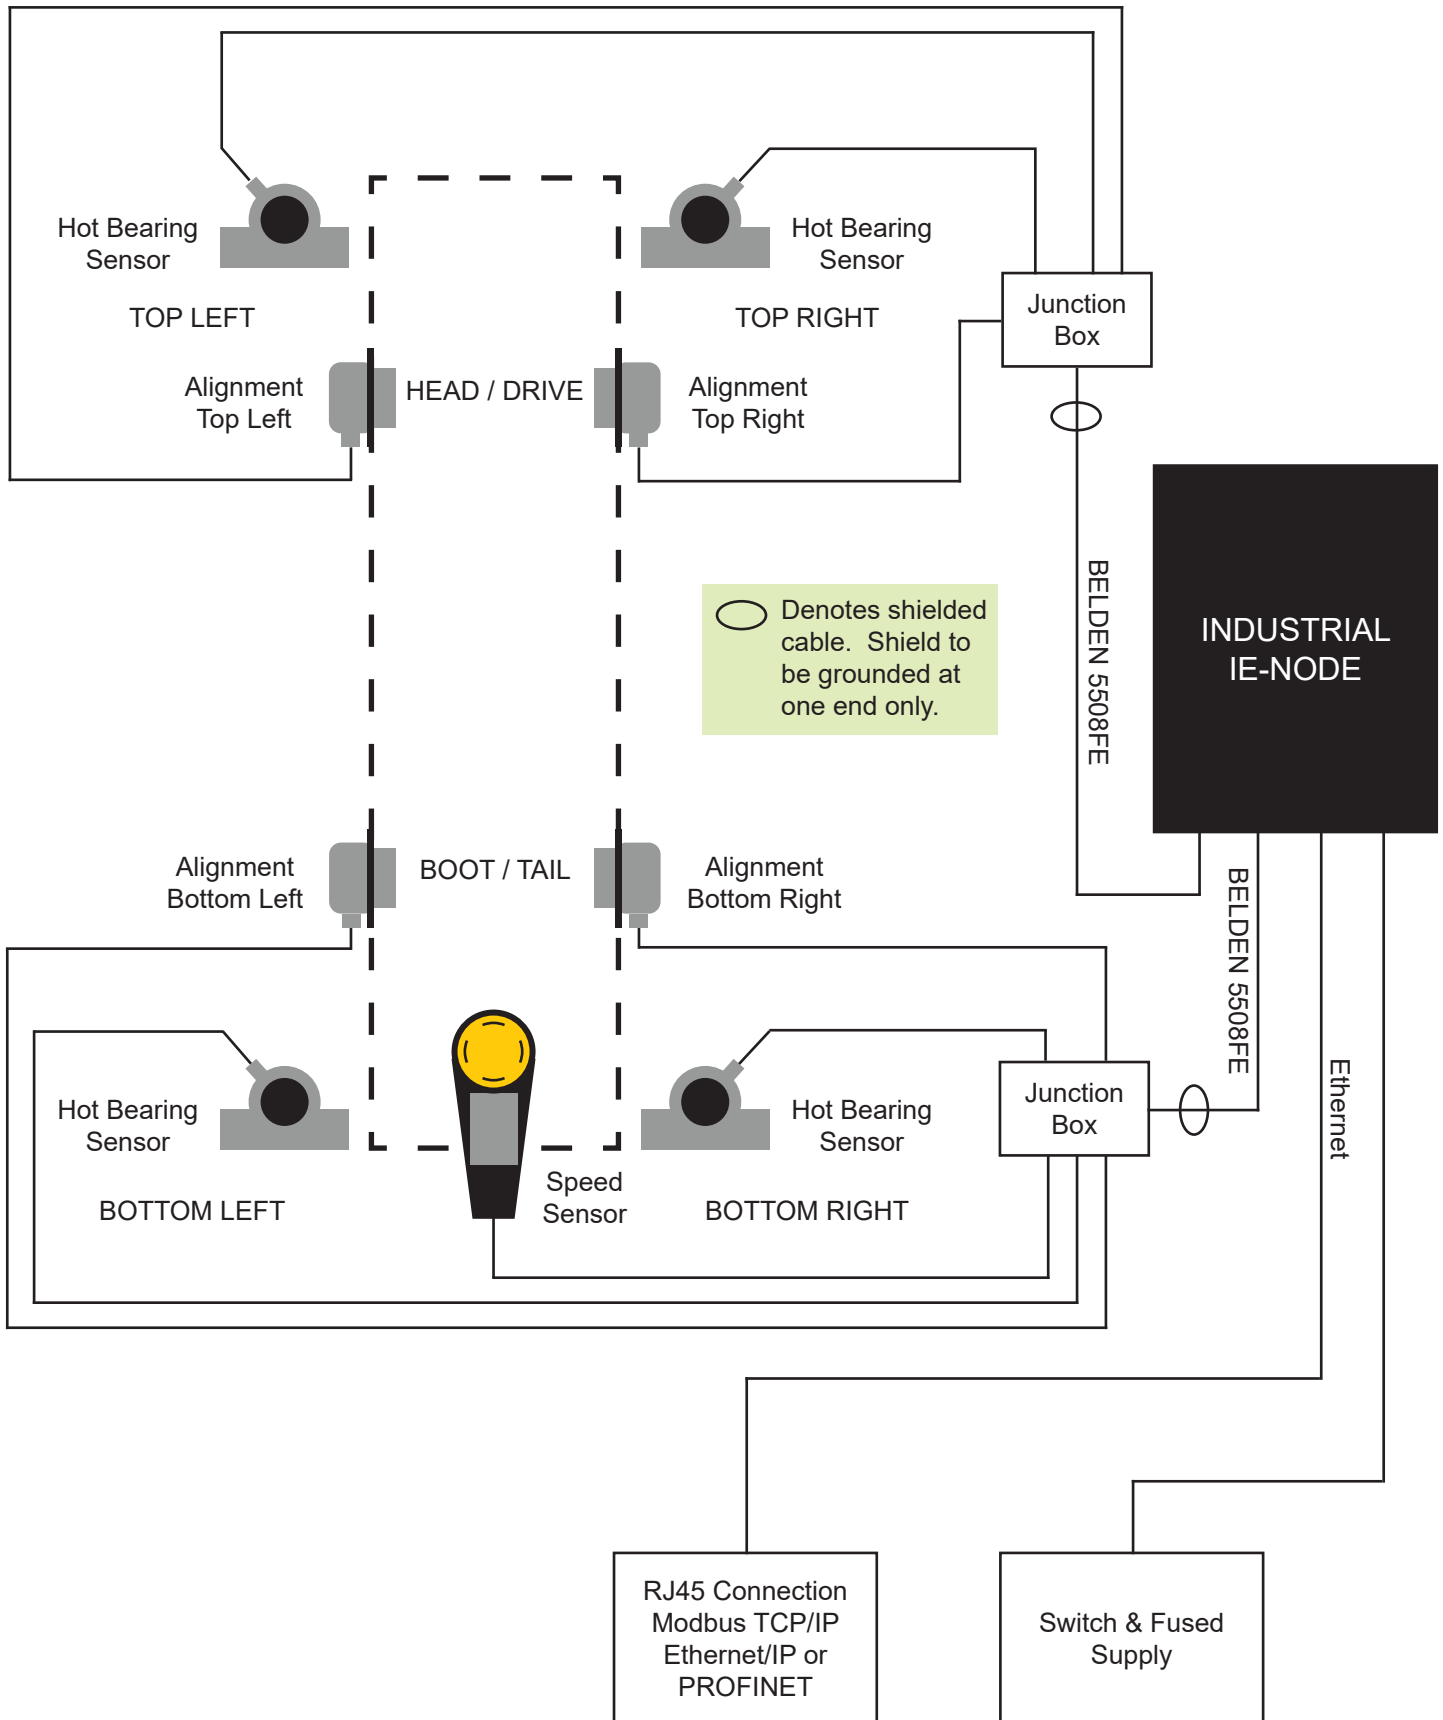 Hot Bearing
Sensor
TOP LEFT
Hot Bearing
Sensor
TOP RIGHT
Junction
Box
Alignment
Top Left
HEAD / DRIVE
Alignment
Top Right
BELDEN 5508FE
INDUSTRIAL
IE-NODE
Denotes shielded
cable. Shield to
be grounded at
one end only.
Alignment
Bottom Left
BOOT / TAIL
Alignment
Bottom Right
BELDEN 5508FE
Ethernet
Hot Bearing
Sensor
BOTTOM LEFT
Speed
Sensor
Hot Bearing
Sensor
BOTTOM RIGHT
Junction
Box
RJ45 Connection
Modbus TCP/IP
Ethernet/IP or
PROFINET
Switch & Fused
Supply